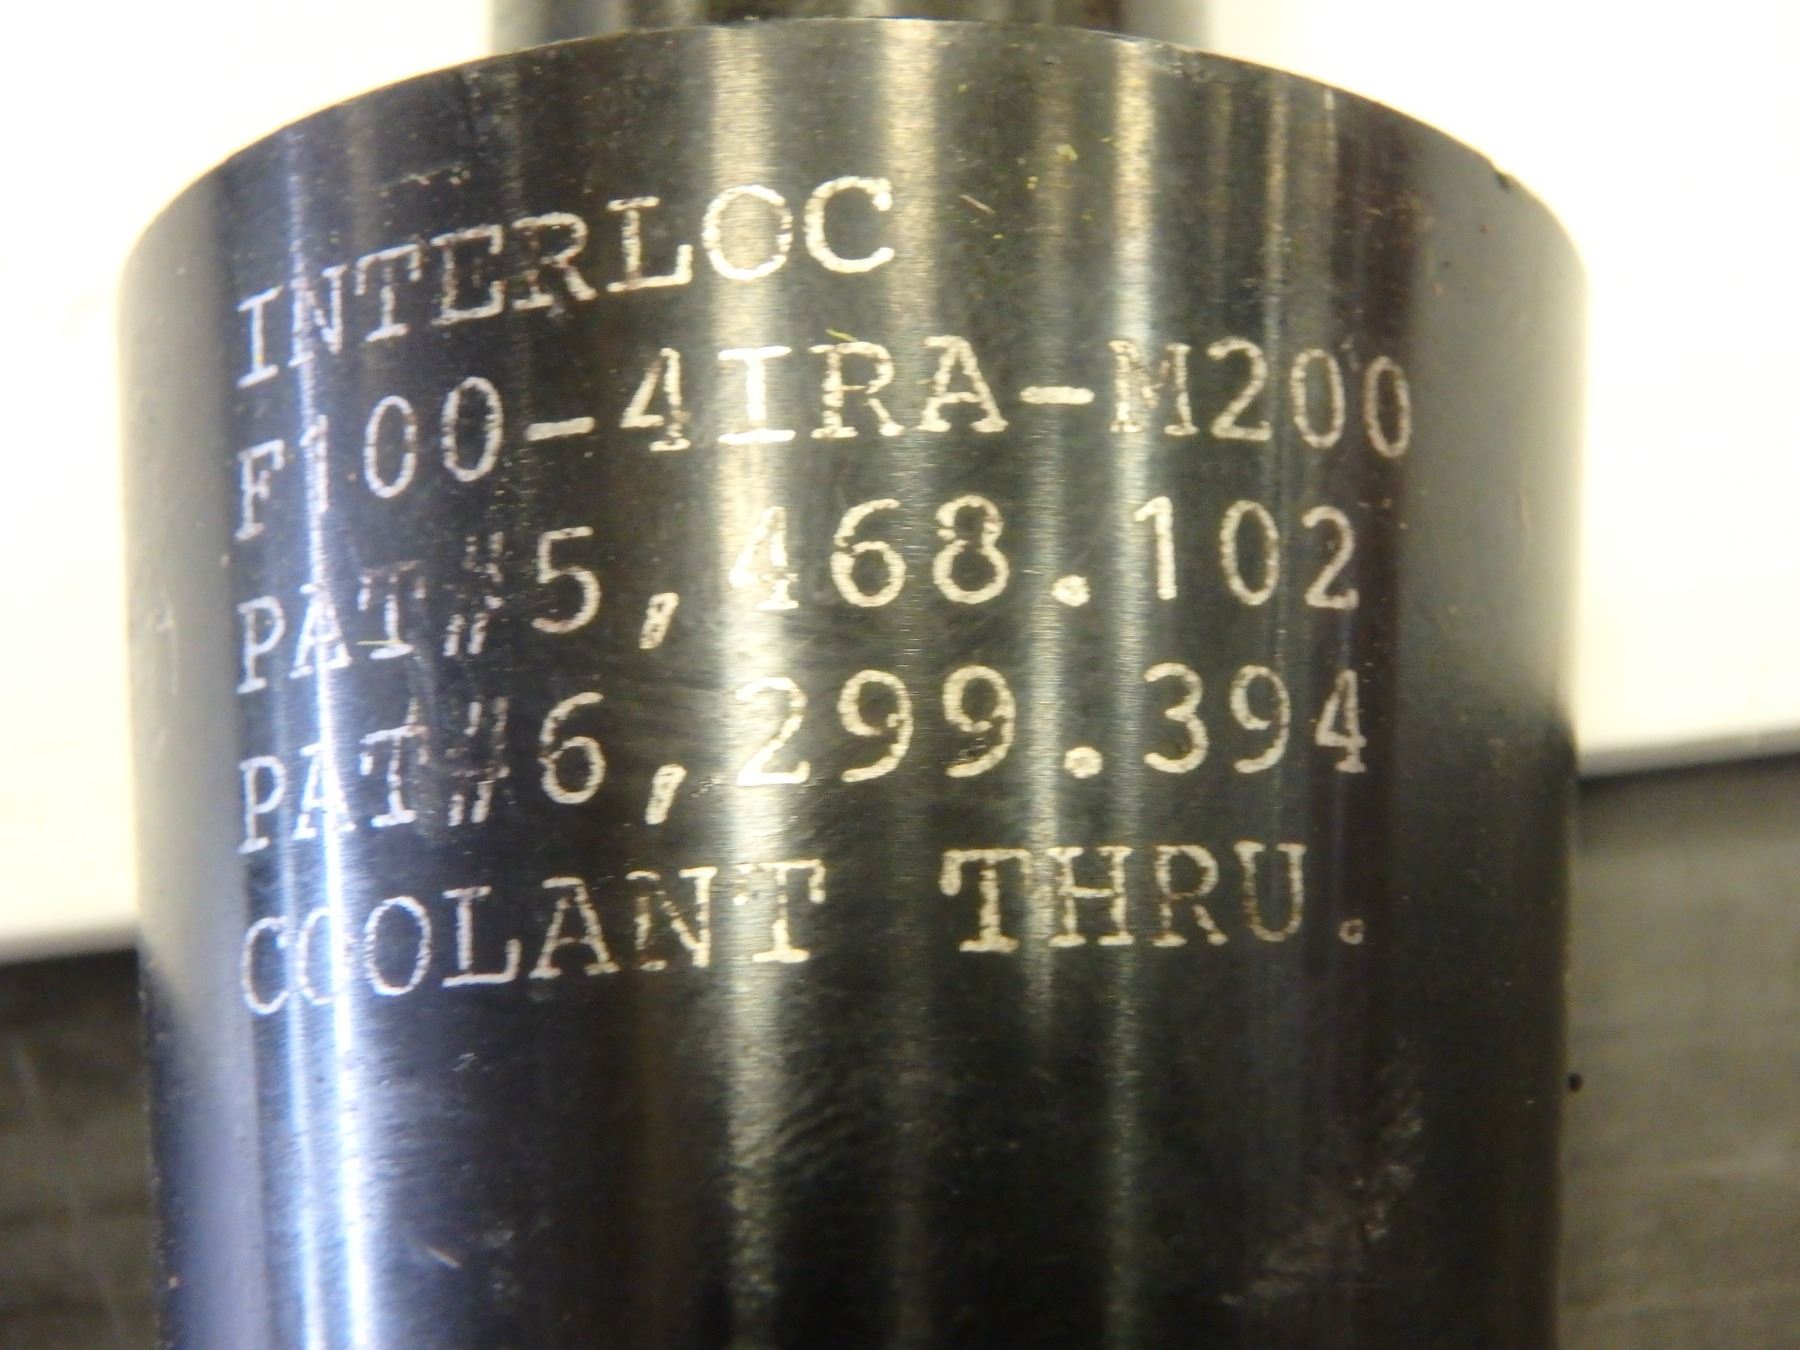 INTERLOC
F100-4IRA-M200
PAT#5,468.102
PAT#6,299.394
COOLANT THRU.